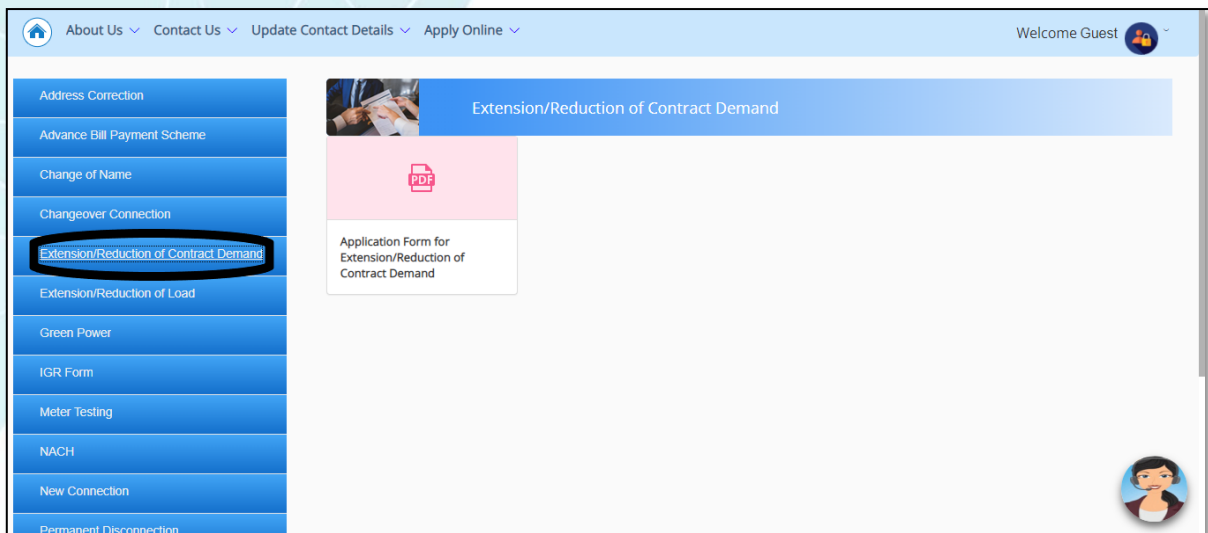 About Us Contact Us Update Contact Details Apply Online
Welcome Guest
Address Correction
Advance Bill Payment Scheme
Change of Name
Changeover Connection
Extension/Reduction of Contract Demand
Extension/Reduction of Load
Green Power
IGR Form
Meter Testing
NACH
New Connection
Permanent Disconnection
Extension/Reduction of Contract Demand
PDF
Application Form for
Extension/Reduction of
Contract Demand